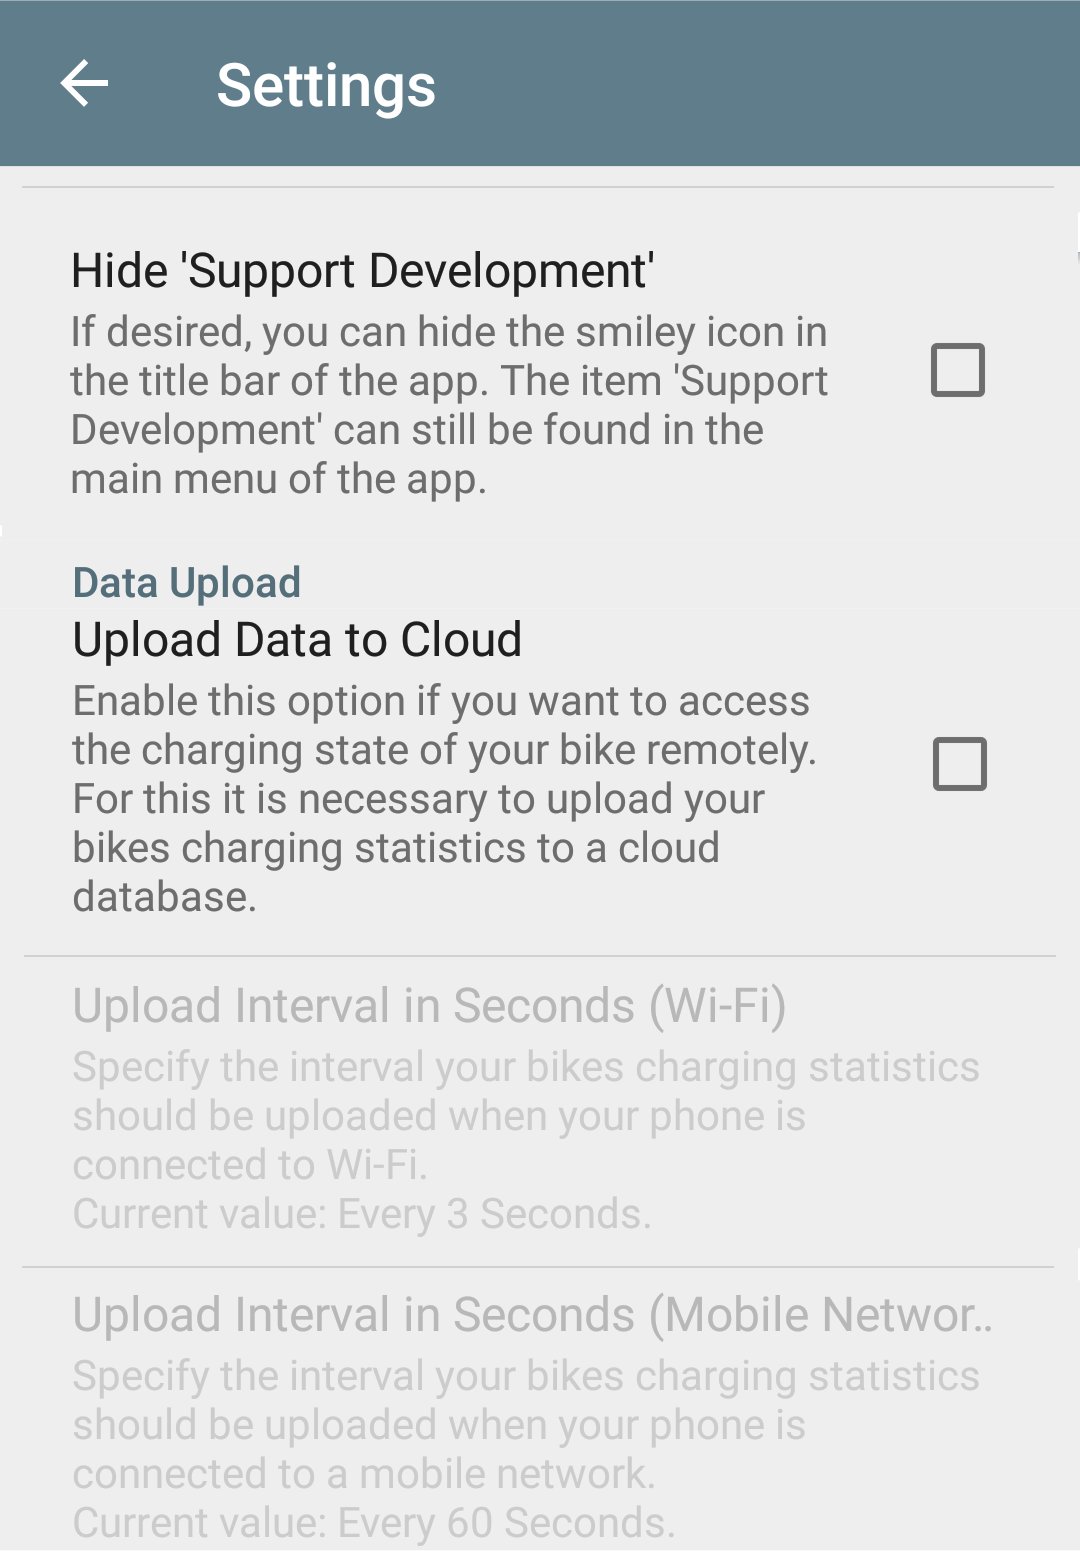 Settings
Hide 'Support Development'
If desired, you can hide the smiley icon in
the title bar of the app. The item 'Support
Development' can still be found in the
main menu of the app.
Data Upload
Upload Data to Cloud
Enable this option if you want to access
the charging state of your bike remotely.
For this it is necessary to upload your
bikes charging statistics to a cloud
database.
Upload Interval in Seconds (Wi-Fi)
Specify the interval your bikes charging statistics
should be uploaded when your phone is
connected to Wi-Fi.
Current value: Every 3 Seconds.
Upload Interval in Seconds (Mobile Networ..
Specify the interval your bikes charging statistics
should be uploaded when your phone is
connected to a mobile network.
Current value: Every 60 Seconds.